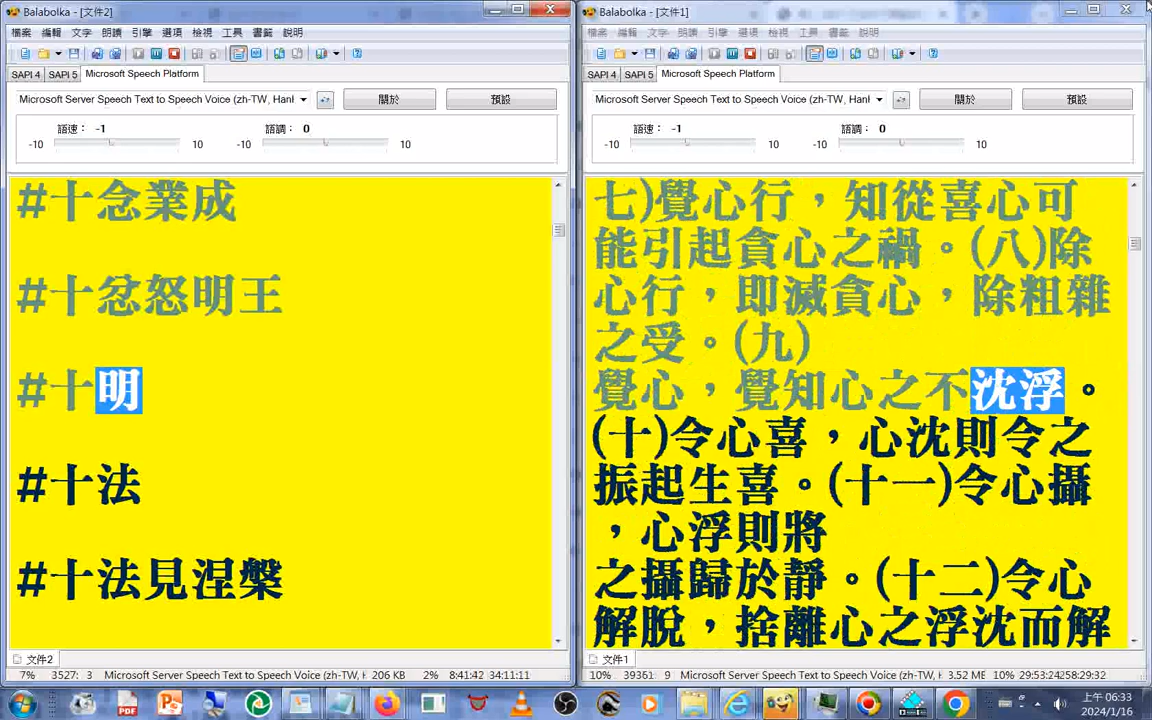 Balabolka - [文件2]
檔案 編輯 文字 朗讀 引擎 選項 檢視 工具 書籤 說明
SAPI 4 SAPI 5 Microsoft Speech Platform
Microsoft Server Speech Text to Speech Voice (zh-TW, Hanl
關於
預設
語速： -1
語調： 0
-10 10 -10 10
#十念業成
#十忿怒明王
#十明
#十法
#十法見涅槃
文件2
7% 3527: 3 Microsoft Server Speech Text to Speech Voice (zh-TW, H 206 KB 2% 8:41:42 34:11:11
Balabolka - [文件1]
檔案 編輯 文字 朗讀 引擎 選項 檢視 工具 書籤 說明
SAPI 4 SAPI 5 Microsoft Speech Platform
Microsoft Server Speech Text to Speech Voice (zh-TW, Hanl
關於
預設
語速： -1
語調： 0
-10 10 -10 10
七)覺心行，知從喜心可
能引起貪心之禍。(八)除
心行，即滅貪心，除粗雜
之受。(九)
覺心，覺知心之不沈浮。
(十)令心喜，心沈則令之
振起生喜。(十一)令心攝
，心浮則將
之攝歸於靜。(十二)令心
解脫，捨離心之浮沈而解
文件1
10% 39361: 9 Microsoft Server Speech Text to Speech Voice (zh-TW, H 3.52 MB 10% 29:53:24 258:29:32
上午 06:33
2024/1/16